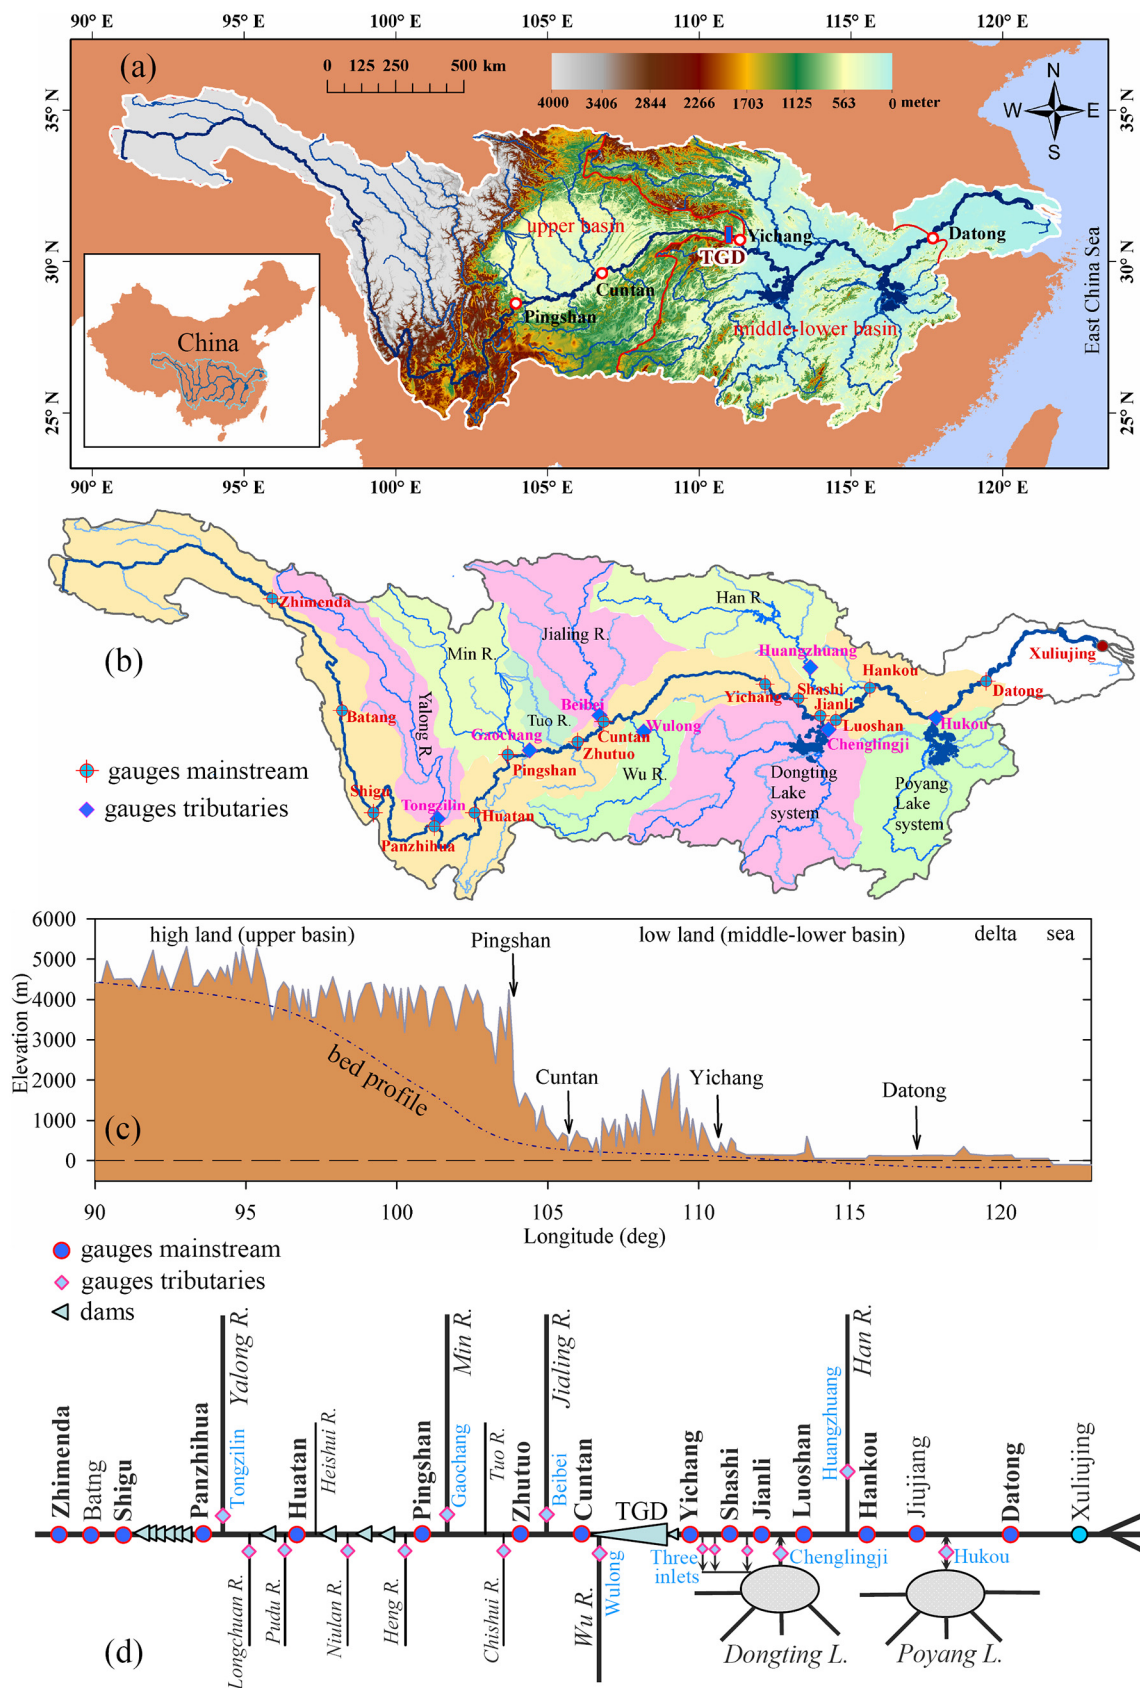 90° E 95° E 100° E 105° E 110° E 115° E 120° E
(a)
0 125 250 500 km
4000 3406 2844 2266 1703 1125 563 0 meter
N
W E
S
35° N
35° N
30° N
30° N
25° N
25° N
upper basin
Yichang
TGD
Datong
Cuntan
Pingshan
middle-lower basin
East China Sea
China
90° E 95° E 100° E 105° E 110° E 115° E 120° E
(b)
Zhimenda
Han R.
Jialing R.
Min R.
Huangzhuang
Xuliujing
Hankou
Yalong R.
Batang
Beibei
Yichang
Shashi
Jianli
Datong
Tuo R.
Wulong
Luoshan
Hukou
Gaochang
Cuntan
Zhutuo
Chenglingji
Pingshan
Wu R.
Dongting
Lake
system
Poyang
Lake
system
gauges mainstream
gauges tributaries
Shigu
Tongzilin
Huatan
Panzhihua
6000
5000
4000
3000
2000
1000
0
Elevation (m)
high land (upper basin)
Pingshan
low land (middle-lower basin)
delta
sea
bed profile
Cuntan
Yichang
Datong
(c)
90 95 100 105 110 115 120
Longitude (deg)
gauges mainstream
gauges tributaries
dams
Yalong R.
Min R.
Jialing R.
Han R.
Zhimenda
Batng
Shigu
Panzhihua
Tongzilin
Huatan
Heishui R.
Pingshan
Gaochang
Tuo R.
Zhutuo
Beibei
Cuntan
TGD
Yichang
Shashi
Jianli
Luoshan
Huangzhuang
Hankou
Jiujiang
Datong
Xuliujing
Longchuan R.
Pudu R.
Niulan R.
Heng R.
Chishui R.
Wu R.
Wulong
Three
inlets
Chenglingji
Hukou
Dongting L.
Poyang L.
(d)